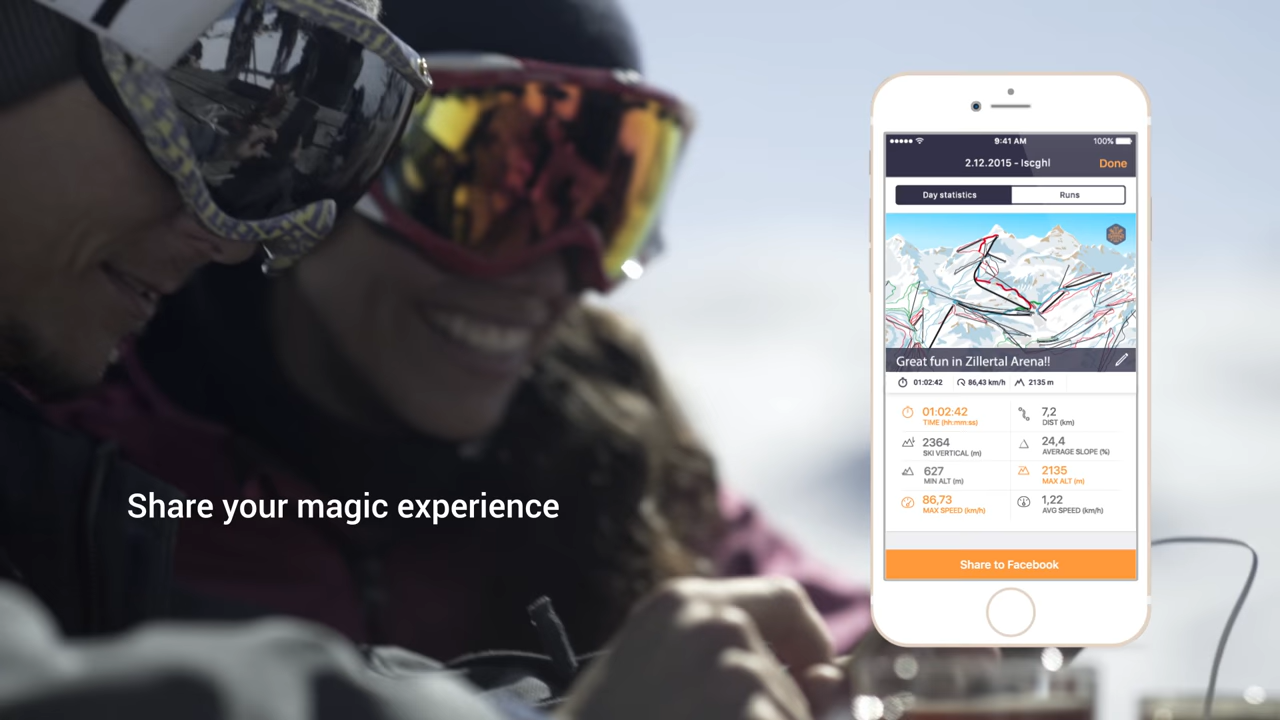 9:41 AM
100%
2.12.2015 - Iscghl
Done
Day statistics
Runs
Great fun in Zillertal Arena!!
01:02:42
86,43 km/h
2135 m
01:02:42
TIME (hh:mm:ss)
7,2
DIST (km)
2364
SKI VERTICAL (m)
24,4
AVERAGE SLOPE (%)
627
MIN ALT (m)
2135
MAX ALT (m)
86,73
MAX SPEED (km/h)
1,22
AVG SPEED (km/h)
Share your magic experience
Share to Facebook